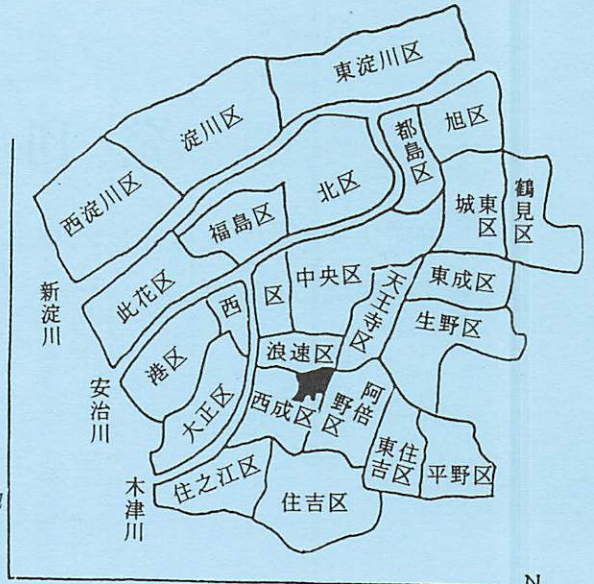 東淀川区
淀川区
西淀川区
旭区
都島区
北区
福島区
此花区
城東区
鶴見区
中央区
西区
港区
大正区
天王寺区
東成区
生野区
浪速区
西成区
阿倍野区
東住吉区
平野区
住之江区
住吉区
新淀川
安治川
木津川
N